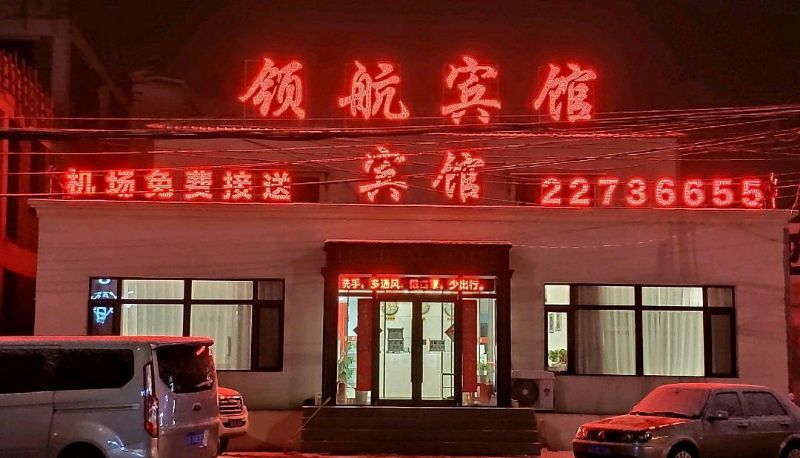 领航宾馆
宾馆
机场免费接送
22736655
洗手，多通风，戴口罩，少出行。